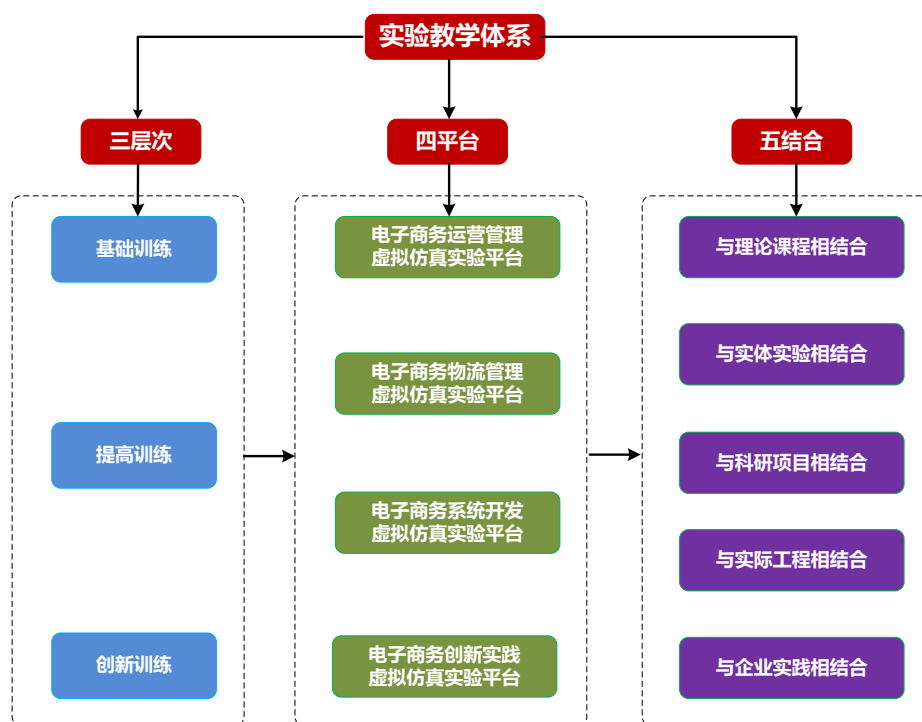 实验教学体系
三层次
四平台
五结合
基础训练
提高训练
创新训练
电子商务运营管理
虚拟仿真实验平台
电子商务物流管理
虚拟仿真实验平台
电子商务系统开发
虚拟仿真实验平台
电子商务创新实践
虚拟仿真实验平台
与理论课程相结合
与实体实验相结合
与科研项目相结合
与实际工程相结合
与企业实践相结合